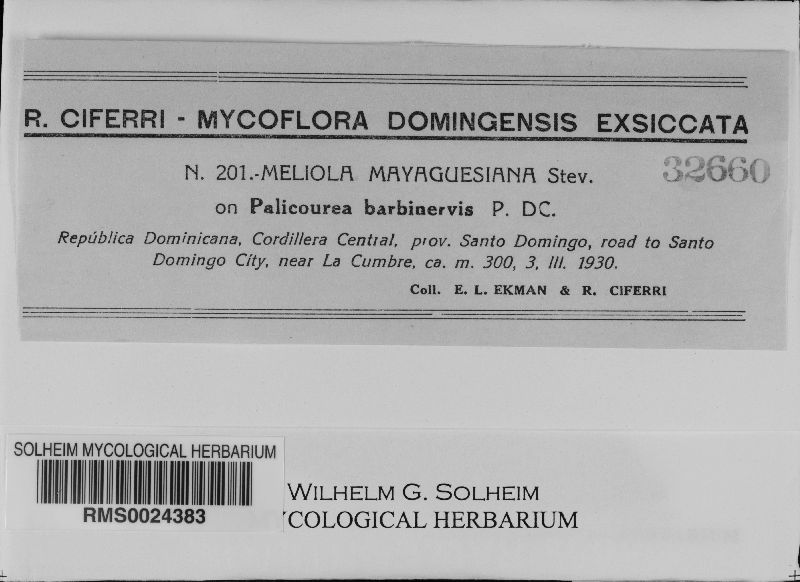 R. CIFERRI - MYCOFLORA DOMINGENSIS EXSICCATA
N. 201.-MELIOLA MAYAGUESIANA Stev. 32660
on Palicourea barbinervis P. DC.
República Dominicana, Cordillera Central, prov. Santo Domingo, road to Santo
Domingo City, near La Cumbre, ca. m. 300, 3, III. 1930.
Coll. E. L. EKMAN & R. CIFERRI
SOLHEIM MYCOLOGICAL HERBARIUM
RMS0024383
WILHELM G. SOLHEIM
YCOLOGICAL HERBARIUM